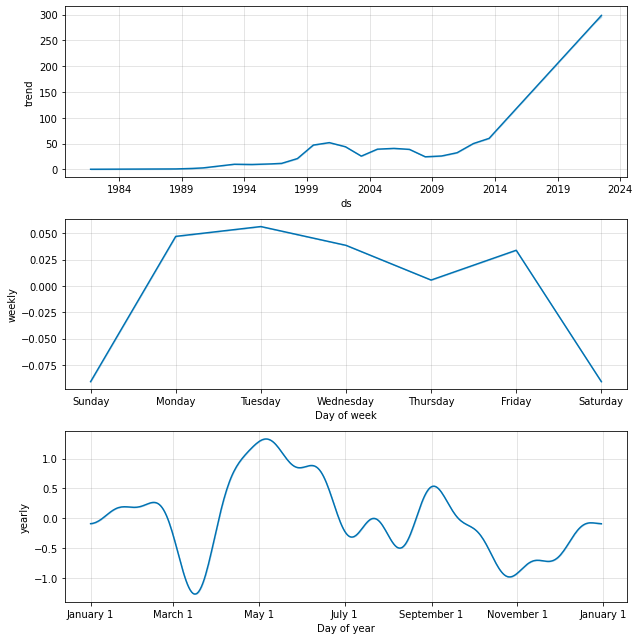 300
250
200
150
100
50
0
trend
1984 1989 1994 1999 2004 2009 2014 2019 2024
ds
0.050
0.025
0.000
−0.025
−0.050
−0.075
weekly
Sunday Monday Tuesday Wednesday Thursday Friday Saturday
Day of week
1.0
0.5
0.0
−0.5
−1.0
yearly
January 1 March 1 May 1 July 1 September 1 November 1 January 1
Day of year